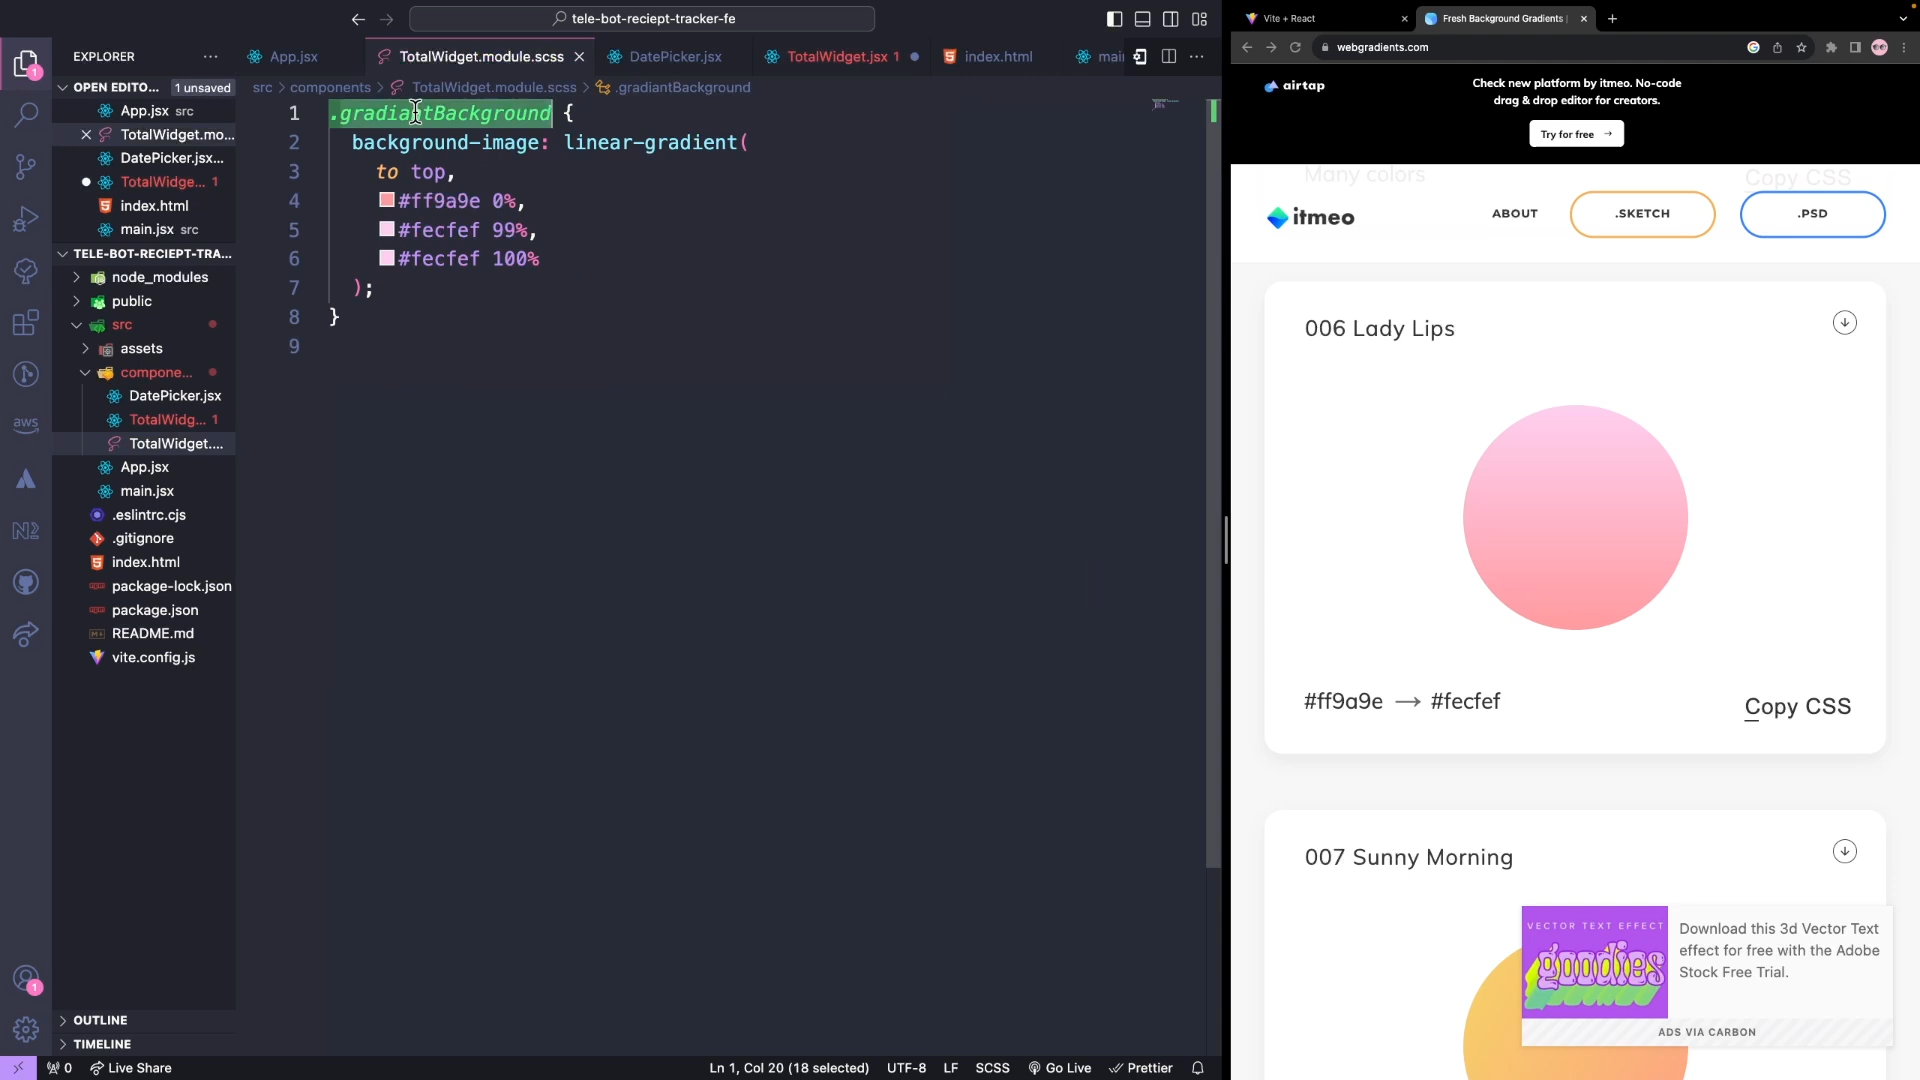 tele-bot-reciept-tracker-fe
EXPLORER
OPEN EDITO...
1 unsaved
App.jsx src
TotalWidget.mo...
DatePicker.jsx...
TotalWidge... 1
index.html
main.jsx src
TELE-BOT-RECIEPT-TRA...
node_modules
public
src
assets
compone...
DatePicker.jsx
TotalWidg... 1
TotalWidget....
App.jsx
main.jsx
.eslintrc.cjs
.gitignore
index.html
package-lock.json
package.json
README.md
vite.config.js
OUTLINE
TIMELINE
aws
1
1
App.jsx
TotalWidget.module.scss
DatePicker.jsx
TotalWidget.jsx 1
index.html
mai
src > components > TotalWidget.module.scss > .gradiantBackground
1 .gradiantBackground {
2 background-image: linear-gradient(
3 to top,
4 #ff9a9e 0%,
5 #fecfef 99%,
6 #fecfef 100%
7 );
8 }
9
0
Live Share
Ln 1, Col 20 (18 selected)
UTF-8
LF
SCSS
Go Live
Prettier
Vite + React
Fresh Background Gradients |
webgradients.com
airtap
Check new platform by itmeo. No-code
drag & drop editor for creators.
Try for free →
Many colors
Copy CSS
itmeo
ABOUT
.SKETCH
.PSD
006 Lady Lips
#ff9a9e → #fecfef
Copy CSS
007 Sunny Morning
VECTOR TEXT EFFECT
goodies
Download this 3d Vector Text
effect for free with the Adobe
Stock Free Trial.
ADS VIA CARBON